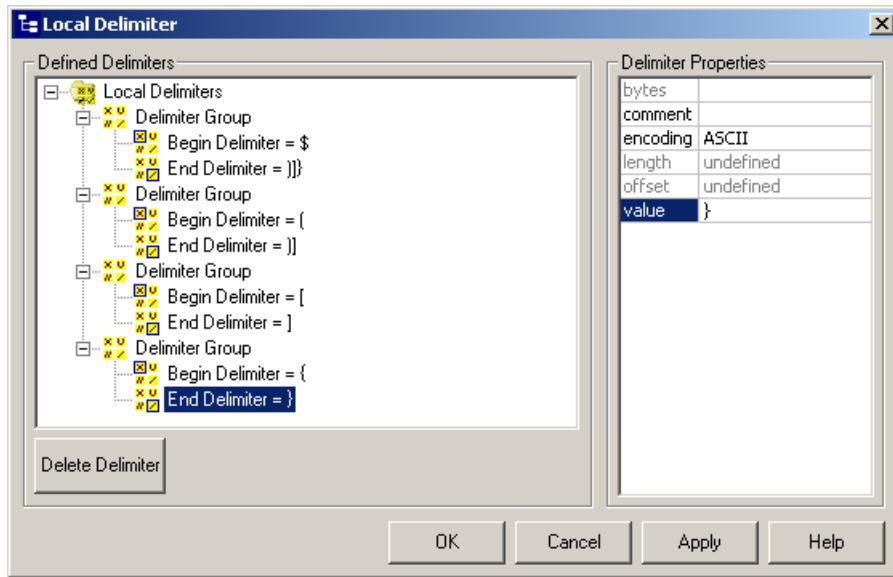 Local Delimiter
Defined Delimiters
Local Delimiters
Delimiter Group
Begin Delimiter = $
End Delimiter = )]}
Delimiter Group
Begin Delimiter = (
End Delimiter = )]
Delimiter Group
Begin Delimiter = [
End Delimiter = ]
Delimiter Group
Begin Delimiter = {
End Delimiter = }
Delete Delimiter
Delimiter Properties
bytes
comment
encoding ASCII
length undefined
offset undefined
value }
OK Cancel Apply Help